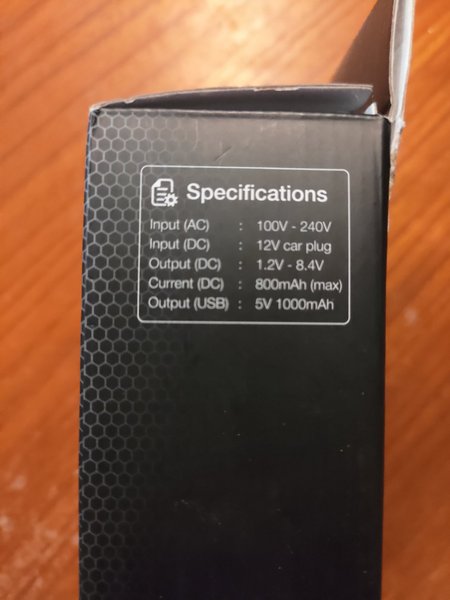 Specifications
Input (AC) : 100V - 240V
Input (DC) : 12V car plug
Output (DC) : 1.2V - 8.4V
Current (DC) : 800mAh (max)
Output (USB) : 5V 1000mAh